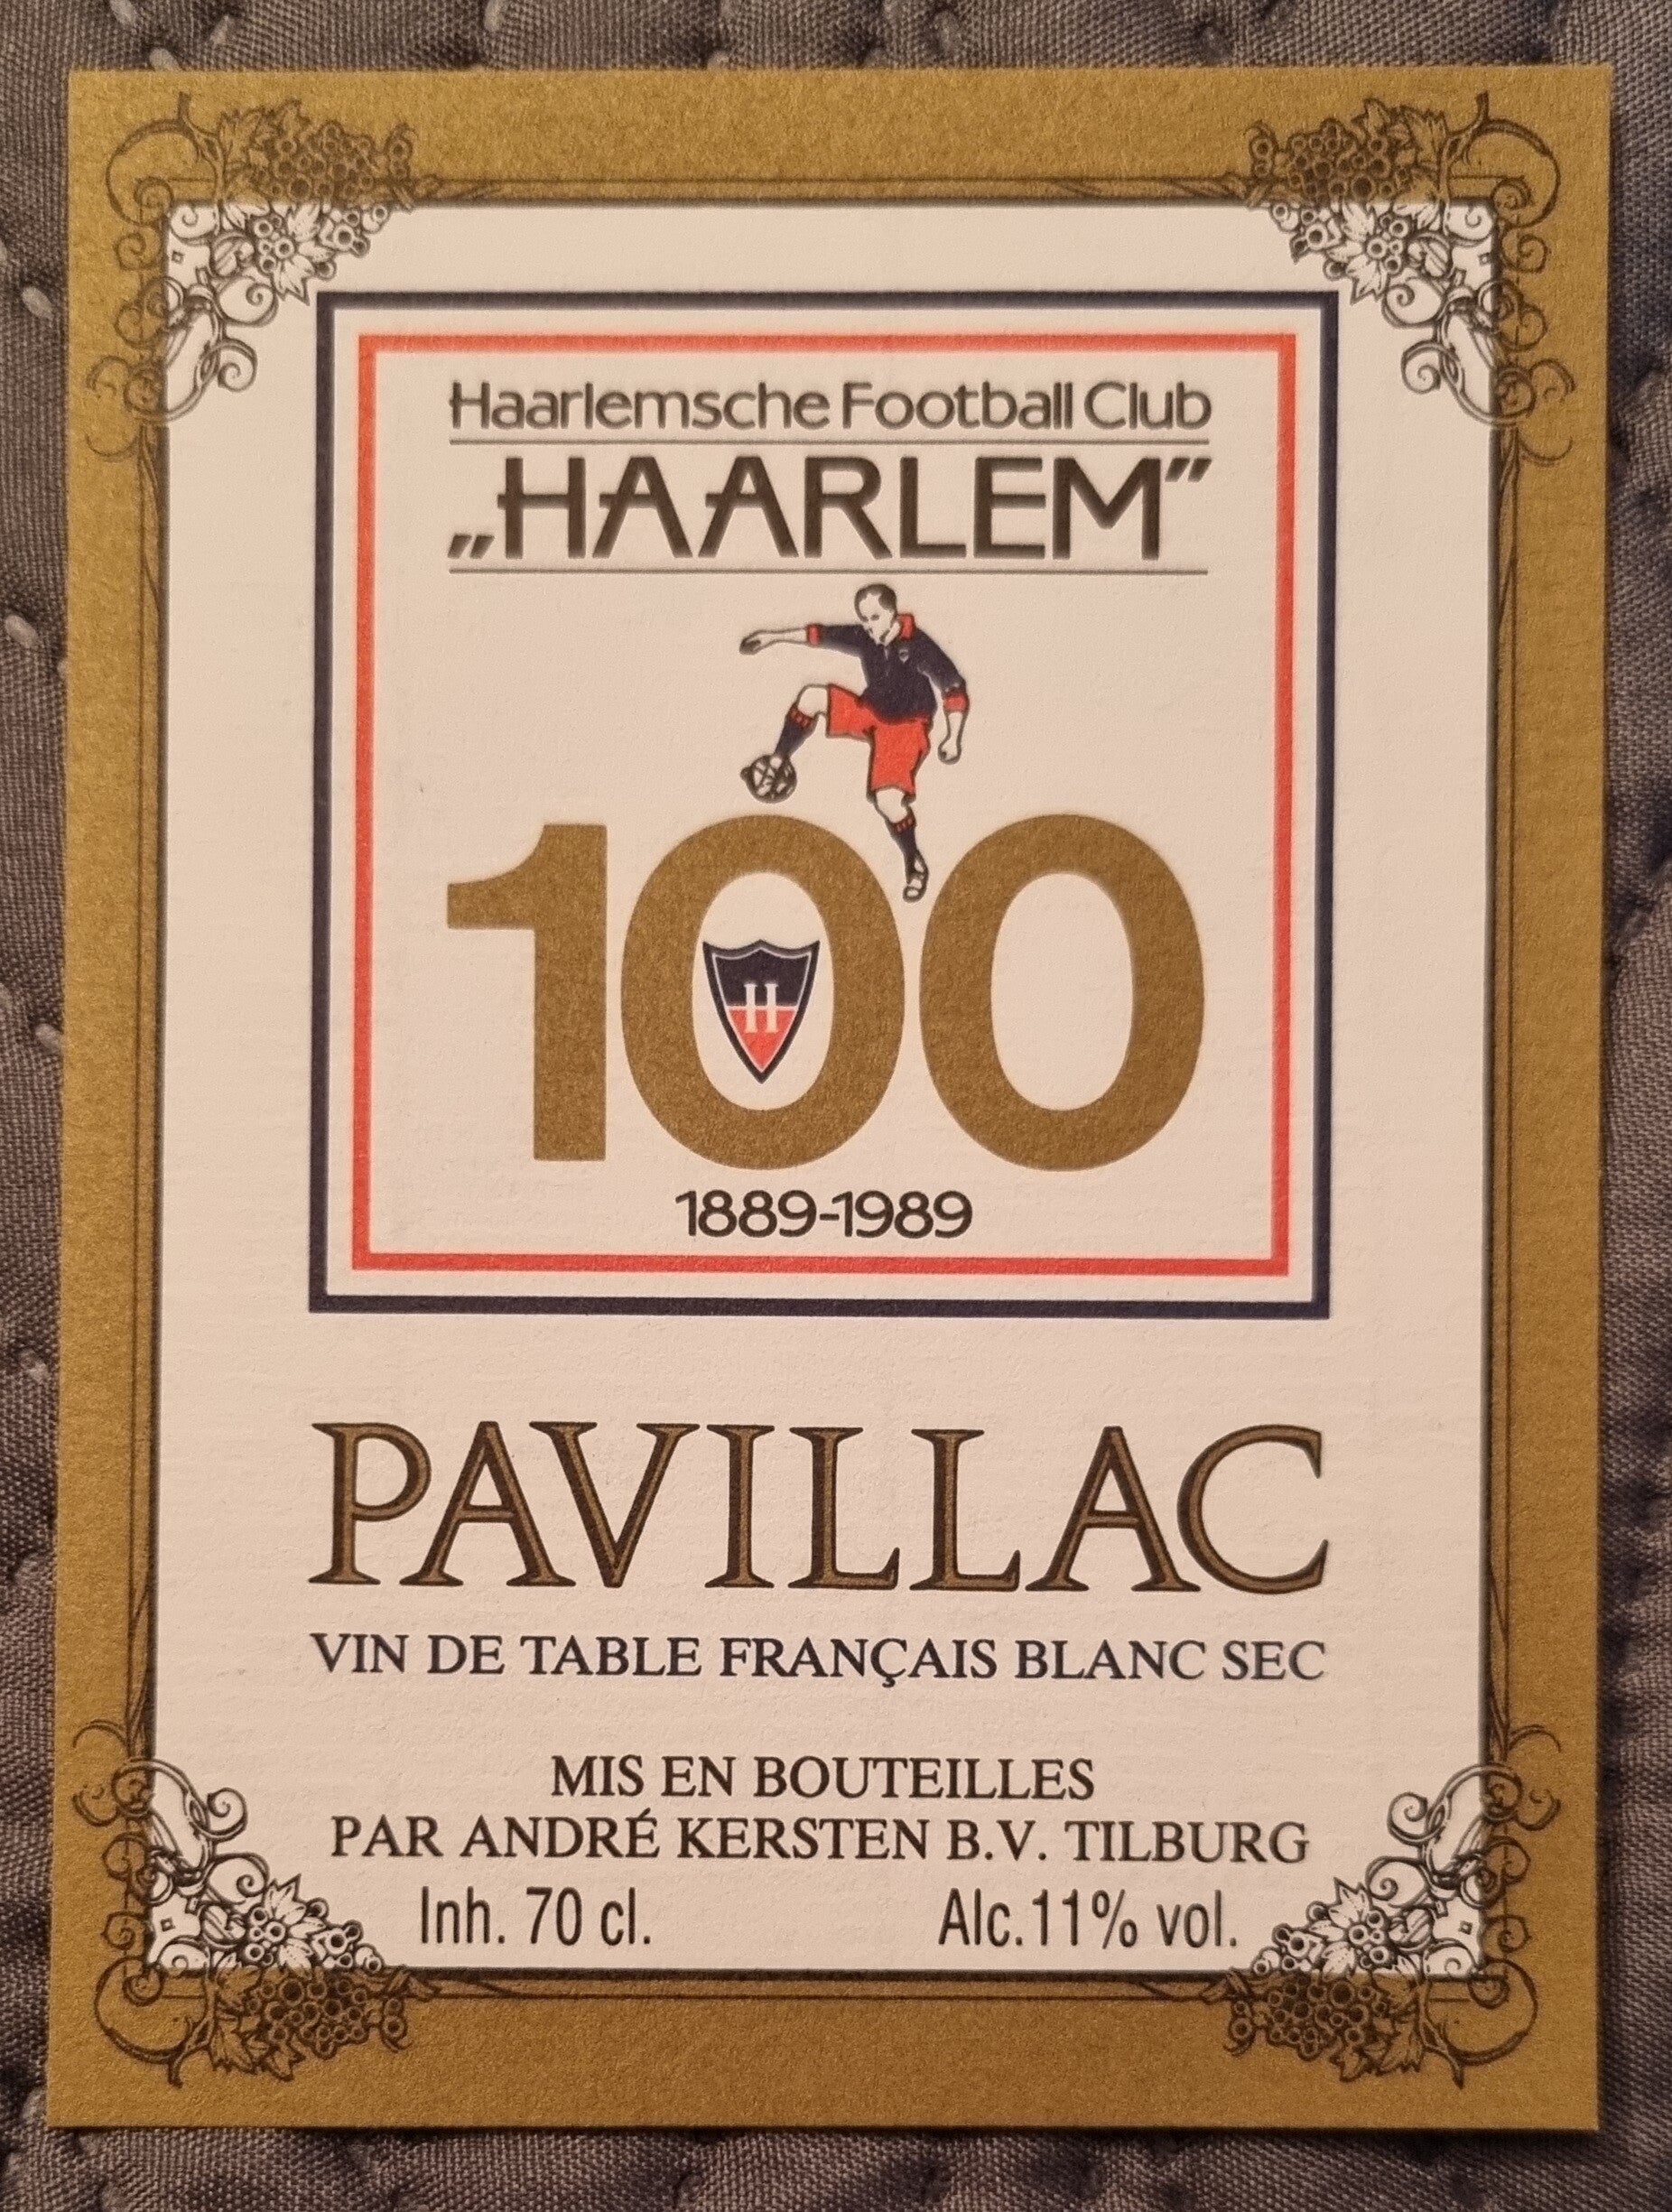 Haarlemsche Football Club
„HAARLEM”
100
H
1889-1989
PAVILLAC
VIN DE TABLE FRANÇAIS BLANC SEC
MIS EN BOUTEILLES
PAR ANDRÉ KERSTEN B.V. TILBURG
Inh. 70 cl. Alc.11% vol.